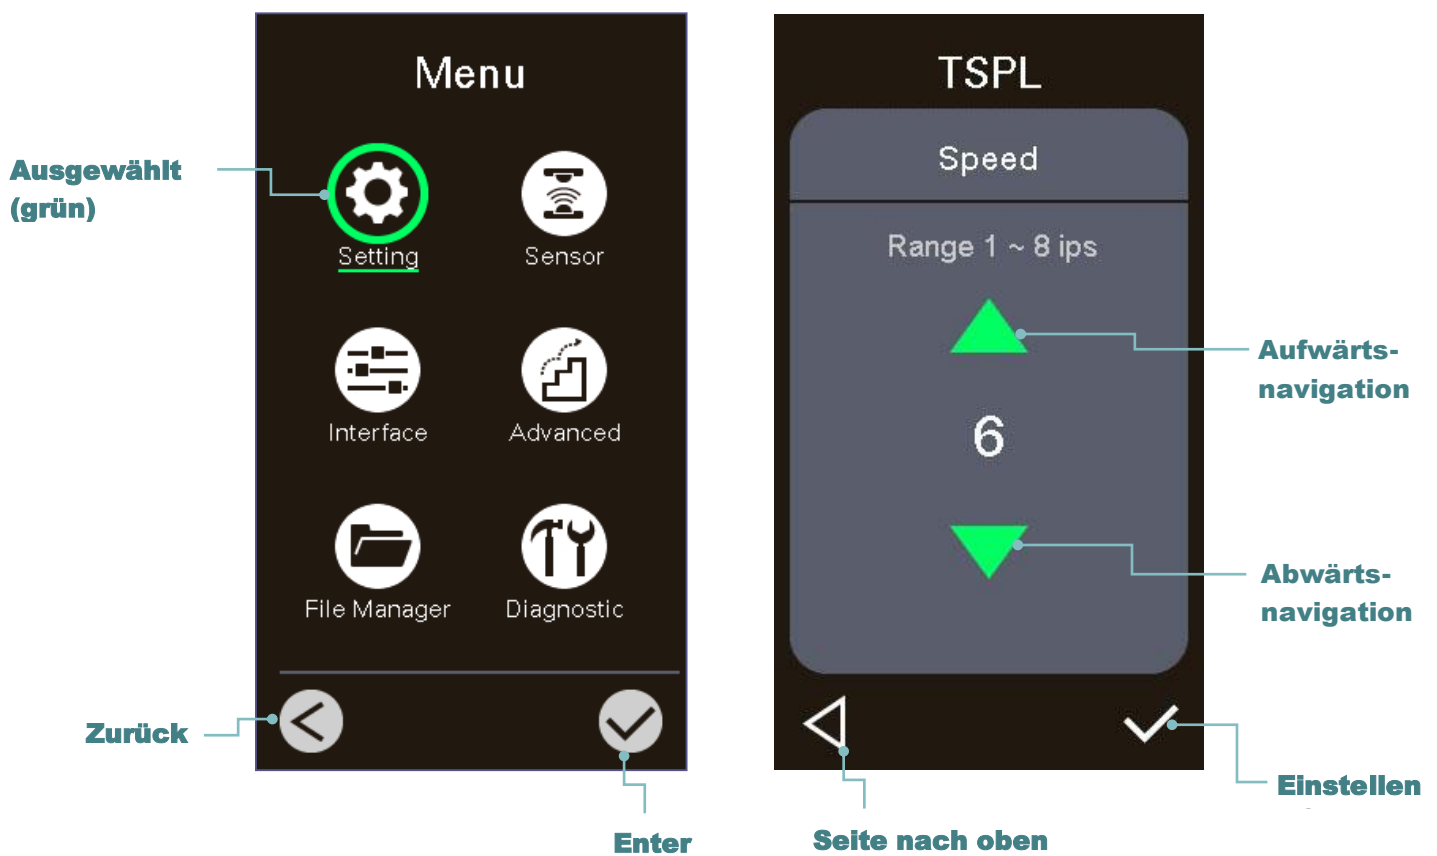 Menu
Ausgewählt
(grün)
Setting
Sensor
Interface
Advanced
File Manager
Diagnostic
Zurück
Enter
TSPL
Speed
Range 1 ~ 8 ips
Aufwärts-
navigation
6
Abwärts-
navigation
Einstellen
Seite nach oben